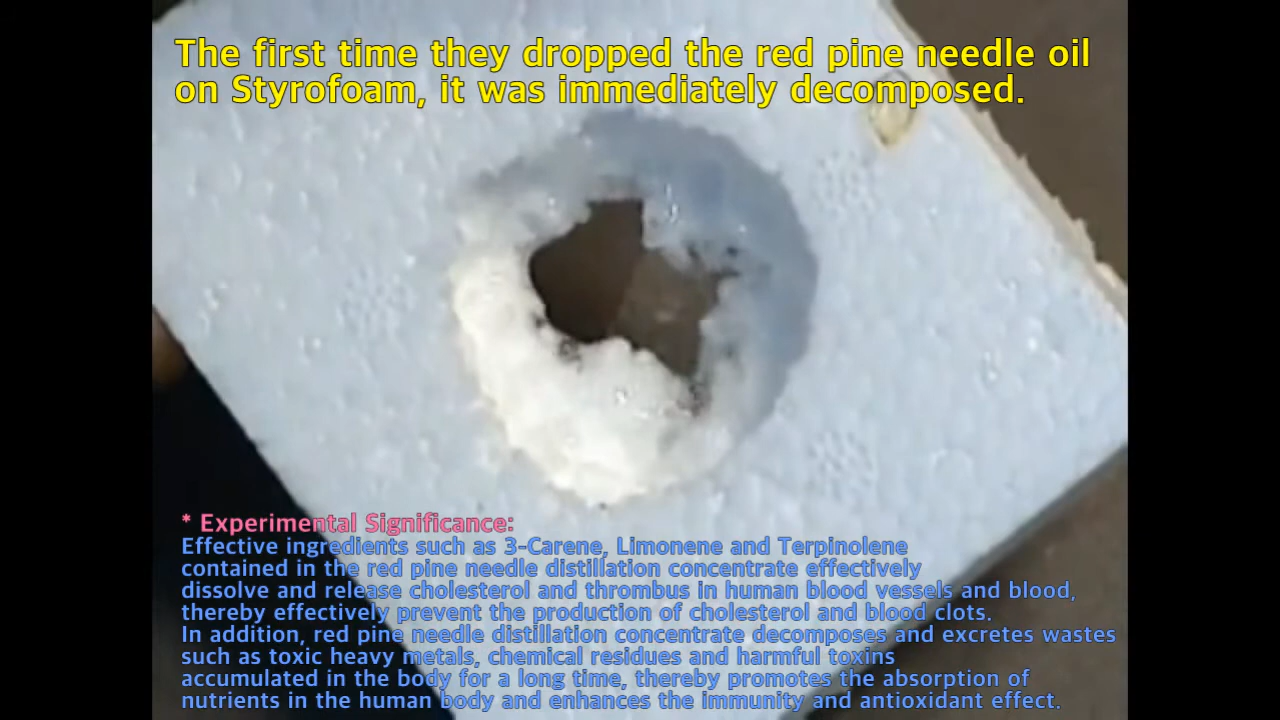 The first time they dropped the red pine needle oil
on Styrofoam, it was immediately decomposed.
* Experimental Significance:
Effective ingredients such as 3-Carene, Limonene and Terpinolene
contained in the red pine needle distillation concentrate effectively
dissolve and release cholesterol and thrombus in human blood vessels and blood,
thereby effectively prevent the production of cholesterol and blood clots.
In addition, red pine needle distillation concentrate decomposes and excretes wastes
such as toxic heavy metals, chemical residues and harmful toxins
accumulated in the body for a long time, thereby promotes the absorption of
nutrients in the human body and enhances the immunity and antioxidant effect.